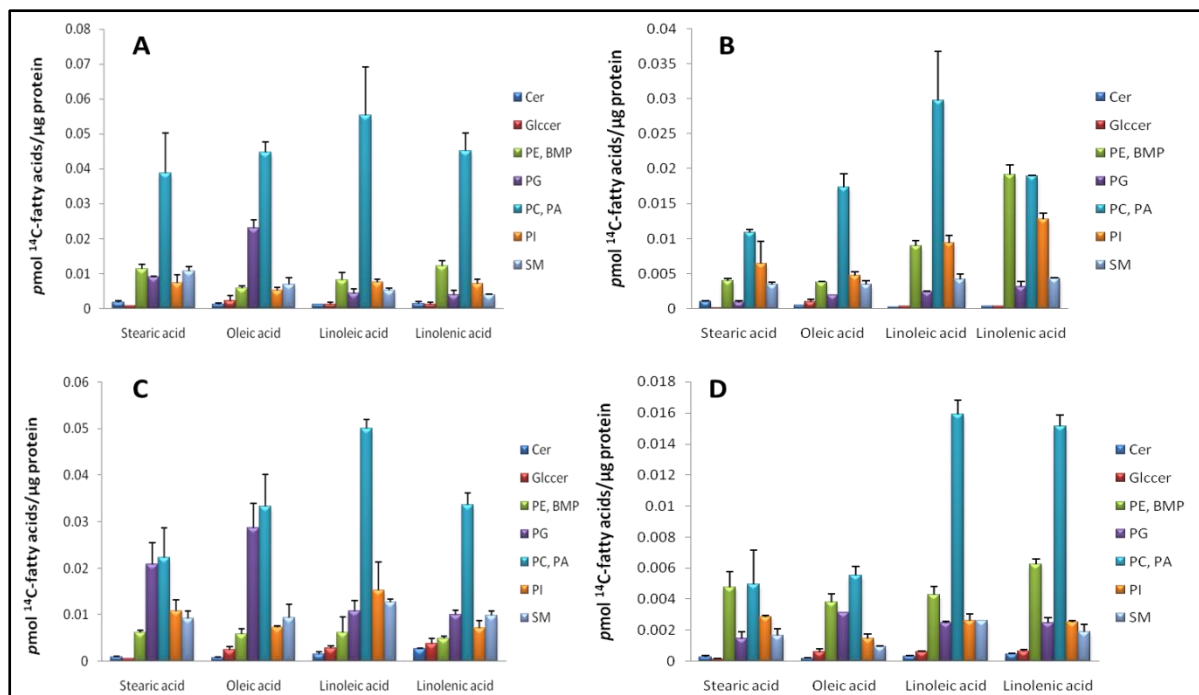 A
pmol ¹⁴C-fatty acids/µg protein
0.08
0.07
0.06
0.05
0.04
0.03
0.02
0.01
0
Stearic acid
Oleic acid
Linoleic acid
Linolenic acid
Cer
Glccer
PE, BMP
PG
PC, PA
PI
SM
B
pmol ¹⁴C-fatty acids/µg protein
0.04
0.035
0.03
0.025
0.02
0.015
0.01
0.005
0
Stearic acid
Oleic acid
Linoleic acid
Linolenic acid
Cer
Glccer
PE, BMP
PG
PC, PA
PI
SM
C
pmol ¹⁴C-fatty acids/µg protein
0.06
0.05
0.04
0.03
0.02
0.01
0
Stearic acid
Oleic acid
Linoleic acid
Linolenic acid
Cer
Glccer
PE, BMP
PG
PC, PA
PI
SM
D
pmol ¹⁴C-fatty acids/µg protein
0.018
0.016
0.014
0.012
0.01
0.008
0.006
0.004
0.002
0
Stearic acid
Oleic acid
Linoleic acid
Linolenic acid
Cer
Glccer
PE, BMP
PG
PC, PA
PI
SM